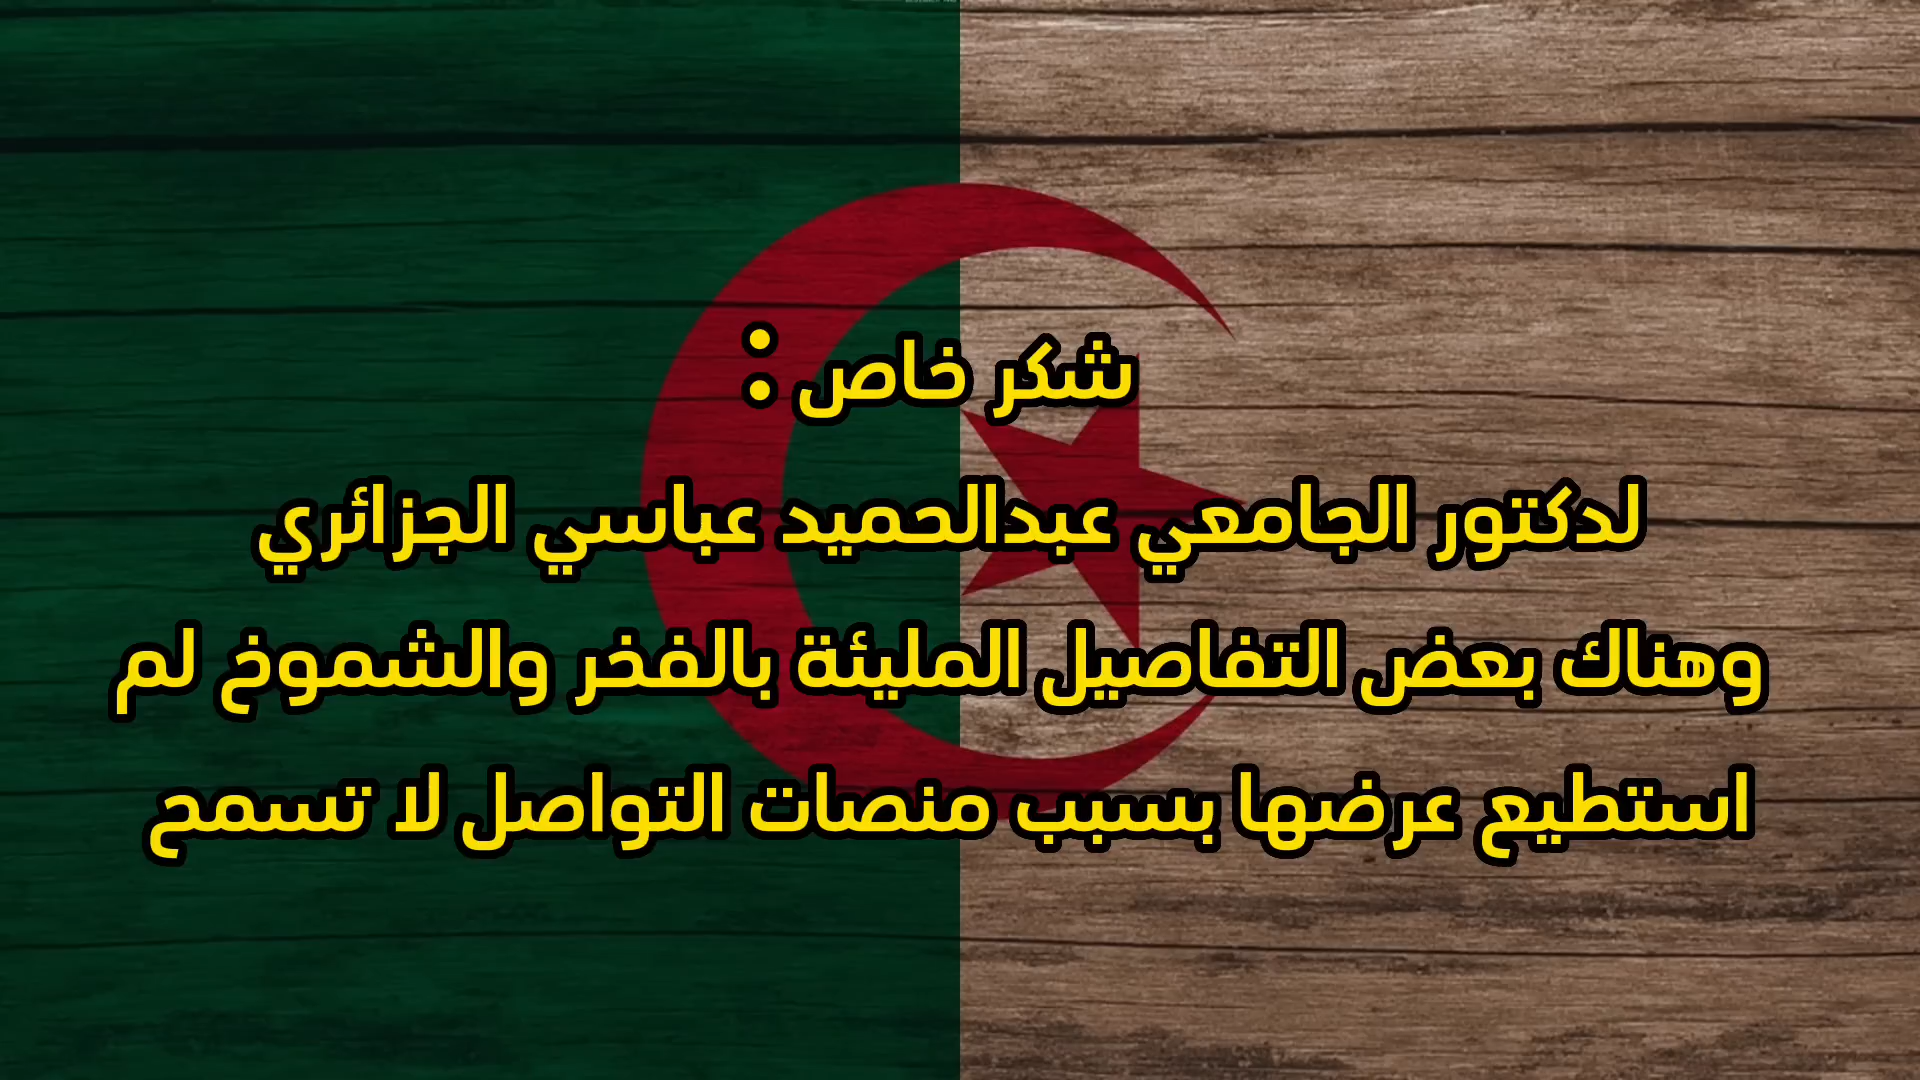 شكر خاص :
لدكتور الجامعي عبدالحميد عباسي الجزائري
وهناك بعض التفاصيل المليئة بالفخر والشموخ لم
استطيع عرضها بسبب منصات التواصل لا تسمح